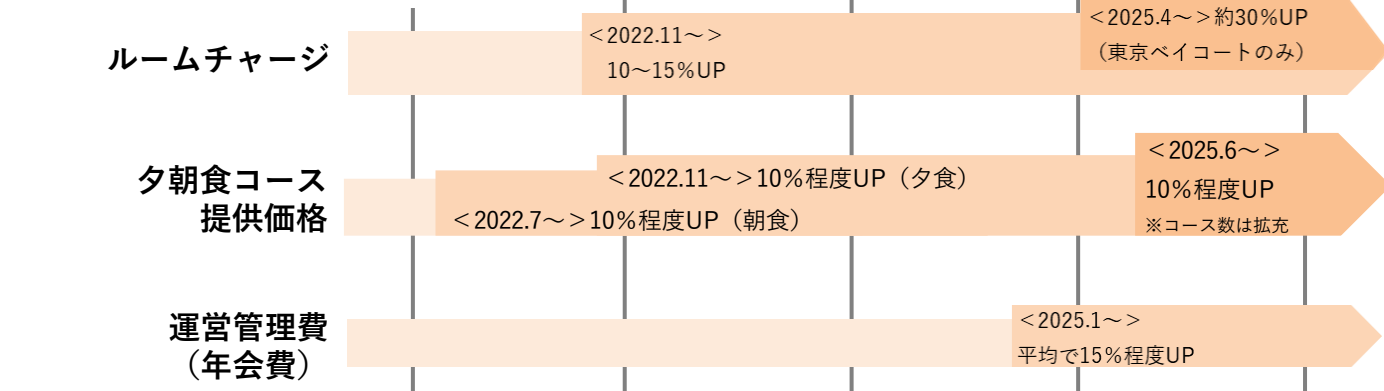 ルームチャージ
＜2022.11～＞
10～15％UP
＜2025.4～＞約30％UP
（東京ベイコートのみ）
夕朝食コース
提供価格
＜2022.11～＞10％程度UP（夕食）
＜2022.7～＞10％程度UP（朝食）
＜2025.6～＞
10％程度UP
※コース数は拡充
運営管理費
（年会費）
＜2025.1～＞
平均で15％程度UP